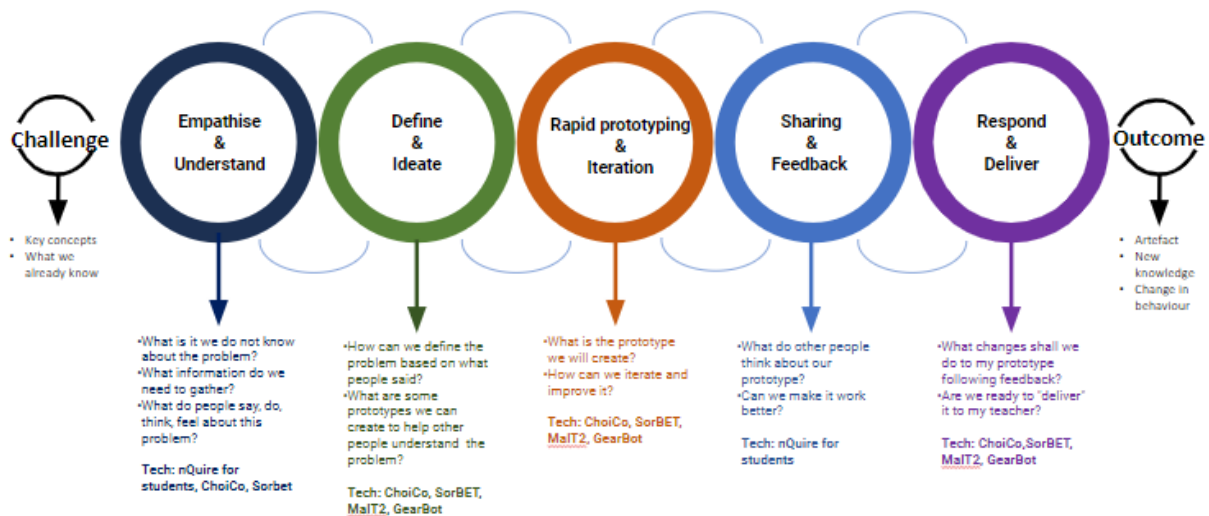 Challenge
• Key concepts
• What we
already know
Empathise
&
Understand
•What is it we do not know
about the problem?
•What information do we
need to gather?
•What do people say, do,
think, feel about this
problem?
Tech: nQuire for
students, ChoiCo, Sorbet
Define
&
Ideate
•How can we define the
problem based on what
people said?
•What are some
prototypes we can
create to help other
people understand the
problem?
Tech: ChoiCo, SorBET,
MalT2, GearBot
Rapid prototyping
&
Iteration
•What is the prototype
we will create?
•How can we iterate and
improve it?
Tech: ChoiCo, SorBET,
MalT2, GearBot
Sharing
&
Feedback
•What do other people
think about our
prototype?
•Can we make it work
better?
Tech: nQuire for
students
Respond
&
Deliver
•What changes shall we
do to my prototype
following feedback?
•Are we ready to "deliver"
it to my teacher?
Tech: ChoiCo,SorBET,
MalT2, GearBot
Outcome
• Artefact
• New
knowledge
• Change in
behaviour